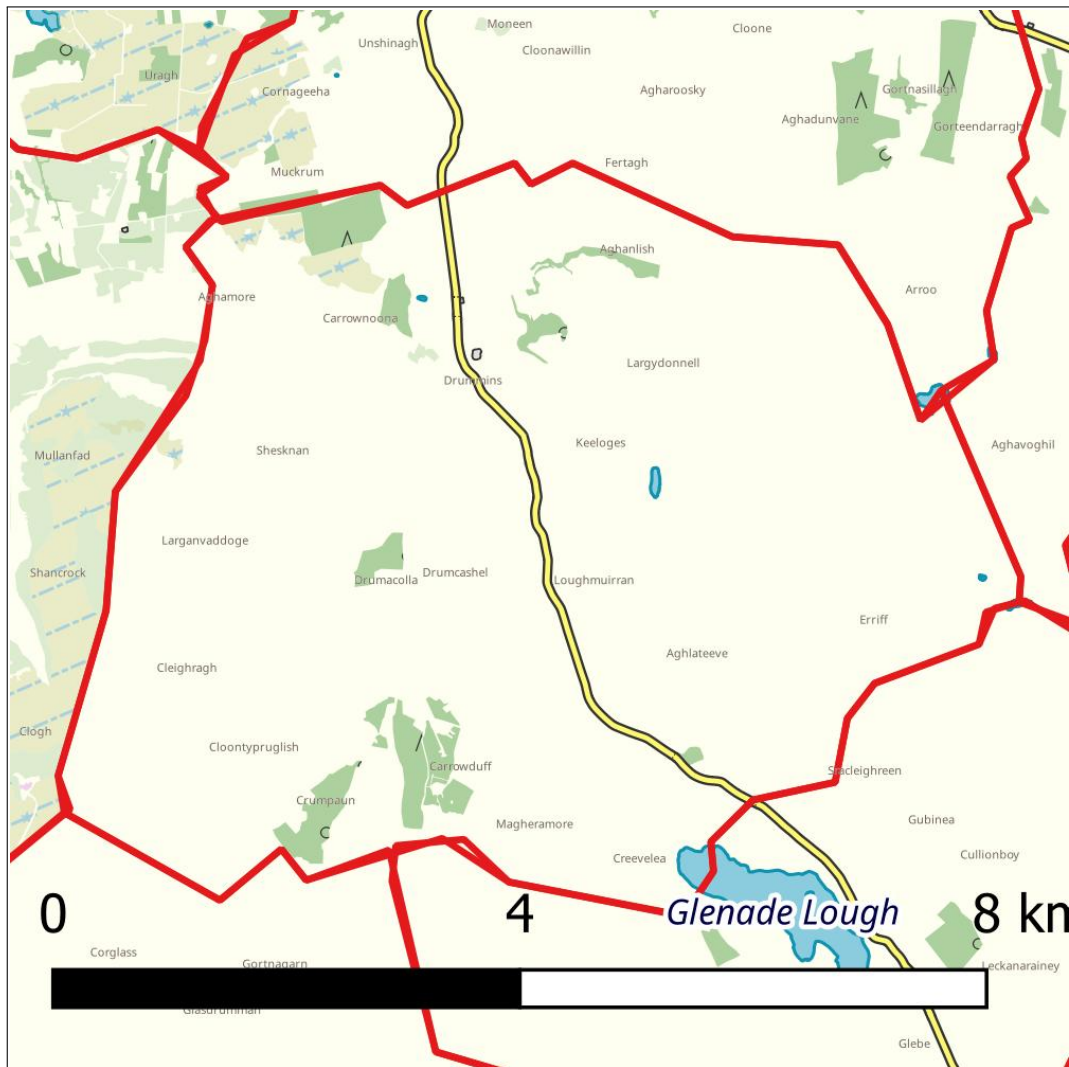 Moneen
Cloone
Unshinagh
Cloonawillin
Uragh
Cornageeha
Agharoosky
Gortnasillagh
Aghadunvane
Gorteendarragh
Fertagh
Muckrum
Aghanlish
Arroo
Aghamore
Carrownoona
Largydonnell
Drummins
Keeloges
Aghavoghil
Shesknan
Mullanfad
Larganvaddoge
Shancrock
Drumacolla
Drumcashel
Loughmuirran
Erriff
Aghlateeve
Cleighragh
Clogh
Cloontypruglish
Carrowduff
Stacleighreen
Crumpaun
Magheramore
Gubinea
Creevelea
Cullionboy
0 4 8 km
Glenade Lough
Corglass
Gortnagarn
Leckanarainey
Glasdrumman
Glebe